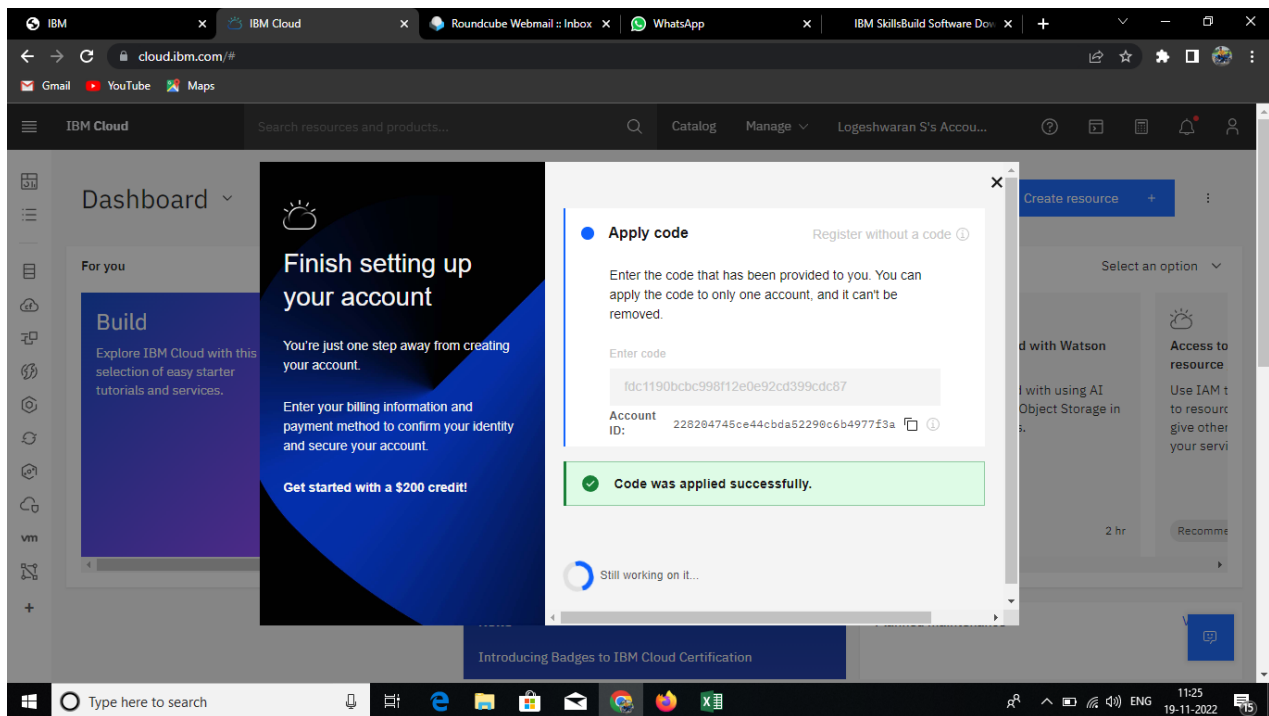 IBM
IBM Cloud
Roundcube Webmail :: Inbox
WhatsApp
IBM SkillsBuild Software Dow
cloud.ibm.com/#
Gmail
YouTube
Maps
IBM Cloud
Search resources and products...
Catalog
Manage
Logeshwaran S's Accou...
Dashboard
Create resource +
For you
Select an option
Build
Explore IBM Cloud with this
selection of easy starter
tutorials and services.
Finish setting up
your account
You're just one step away from creating
your account.
Enter your billing information and
payment method to confirm your identity
and secure your account.
Get started with a $200 credit!
Apply code
Register without a code
Enter the code that has been provided to you. You can
apply the code to only one account, and it can't be
removed.
Enter code
fdc1190bcbc998f12e0e92cd399cdc87
Account
ID:
228204745ce44cbda52290c6b4977f3a
Code was applied successfully.
Still working on it...
d with Watson
with using AI
Object Storage in
s.
2 hr
Access to
resource
Use IAM t
to resourc
give other
your servi
Recomme
vm
Introducing Badges to IBM Cloud Certification
Type here to search
ENG
11:25
19-11-2022
15